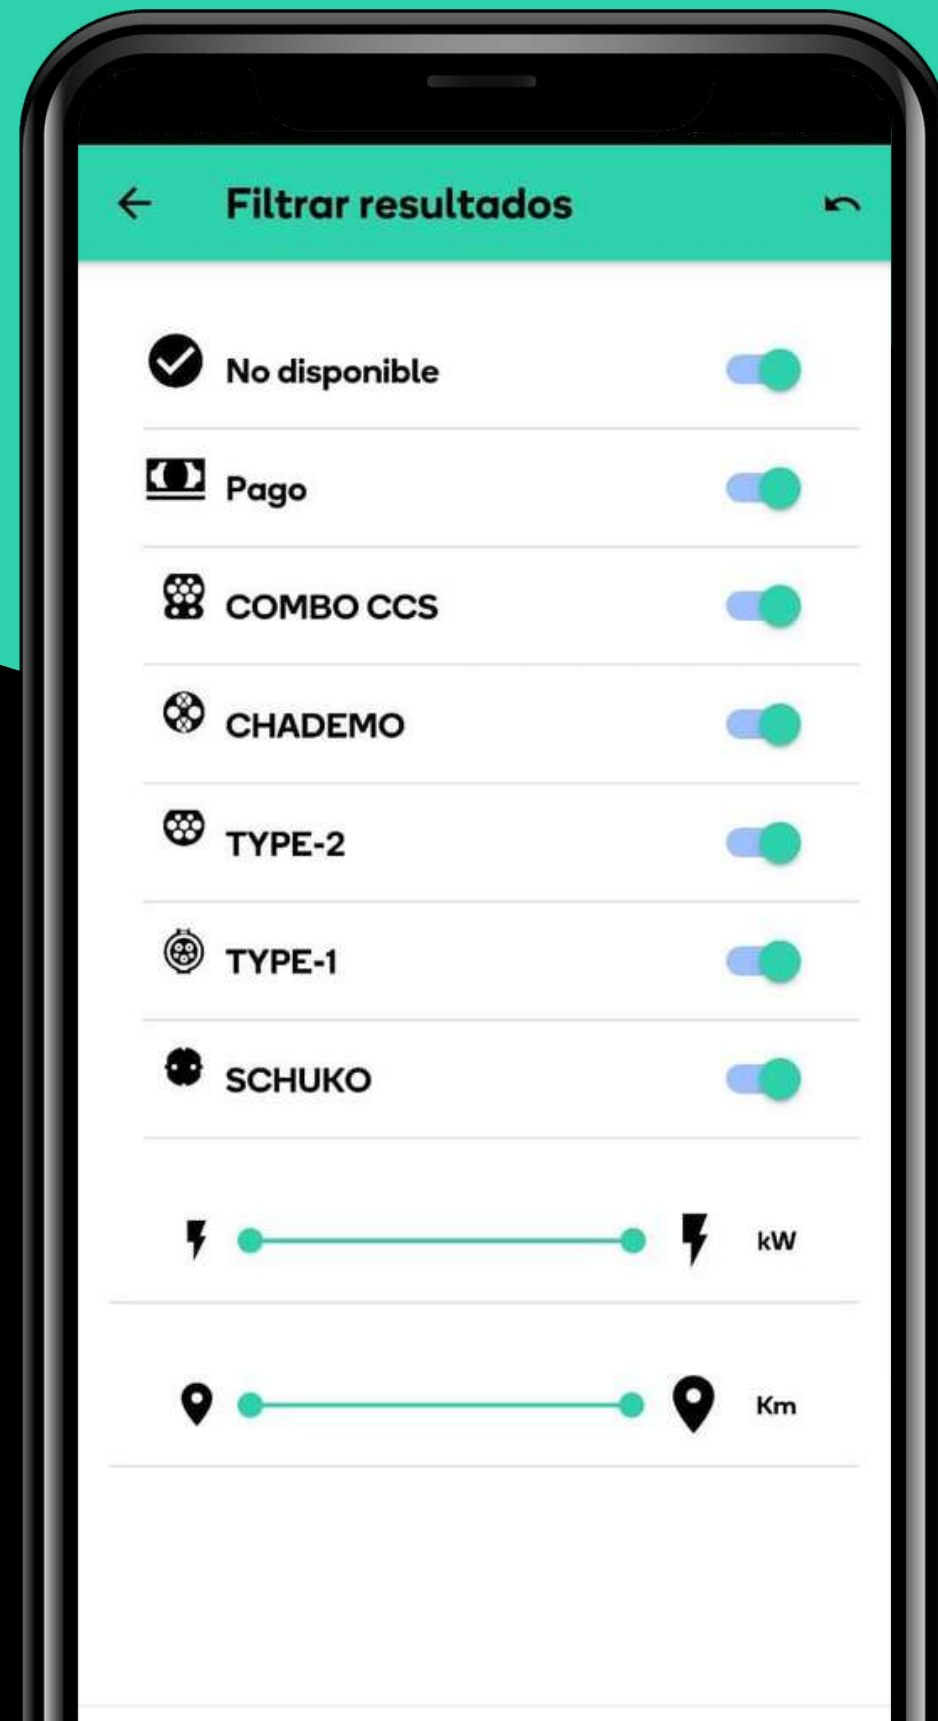 Filtrar resultados
No disponible
Pago
COMBO CCS
CHADEMO
TYPE-2
TYPE-1
SCHUKO
kW
Km